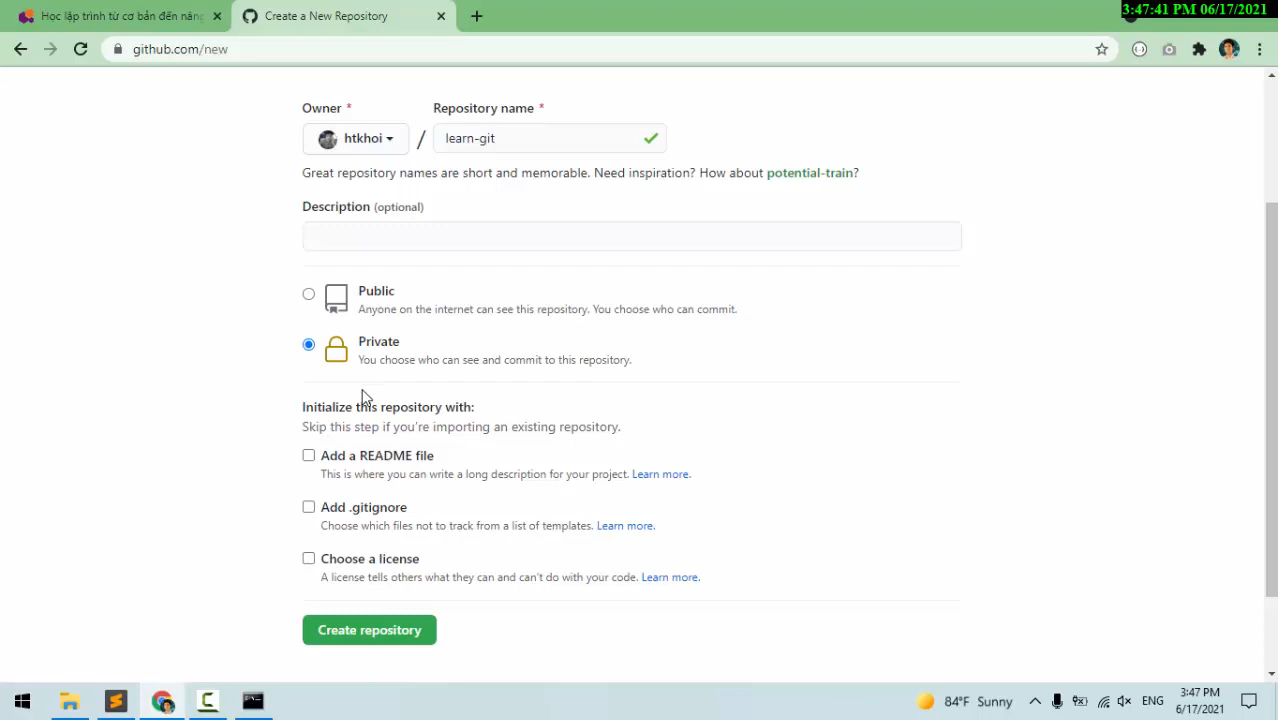 3:47:41 PM 06/17/2021
Học lập trình từ cơ bản đến nâng
Create a New Repository
github.com/new
Owner *
Repository name *
htkhoi
/
learn-git
Great repository names are short and memorable. Need inspiration? How about potential-train?
Description (optional)
Public
Anyone on the internet can see this repository. You choose who can commit.
Private
You choose who can see and commit to this repository.
Initialize this repository with:
Skip this step if you're importing an existing repository.
Add a README file
This is where you can write a long description for your project. Learn more.
Add .gitignore
Choose which files not to track from a list of templates. Learn more.
Choose a license
A license tells others what they can and can't do with your code. Learn more.
Create repository
84°F Sunny
ENG
3:47 PM
6/17/2021